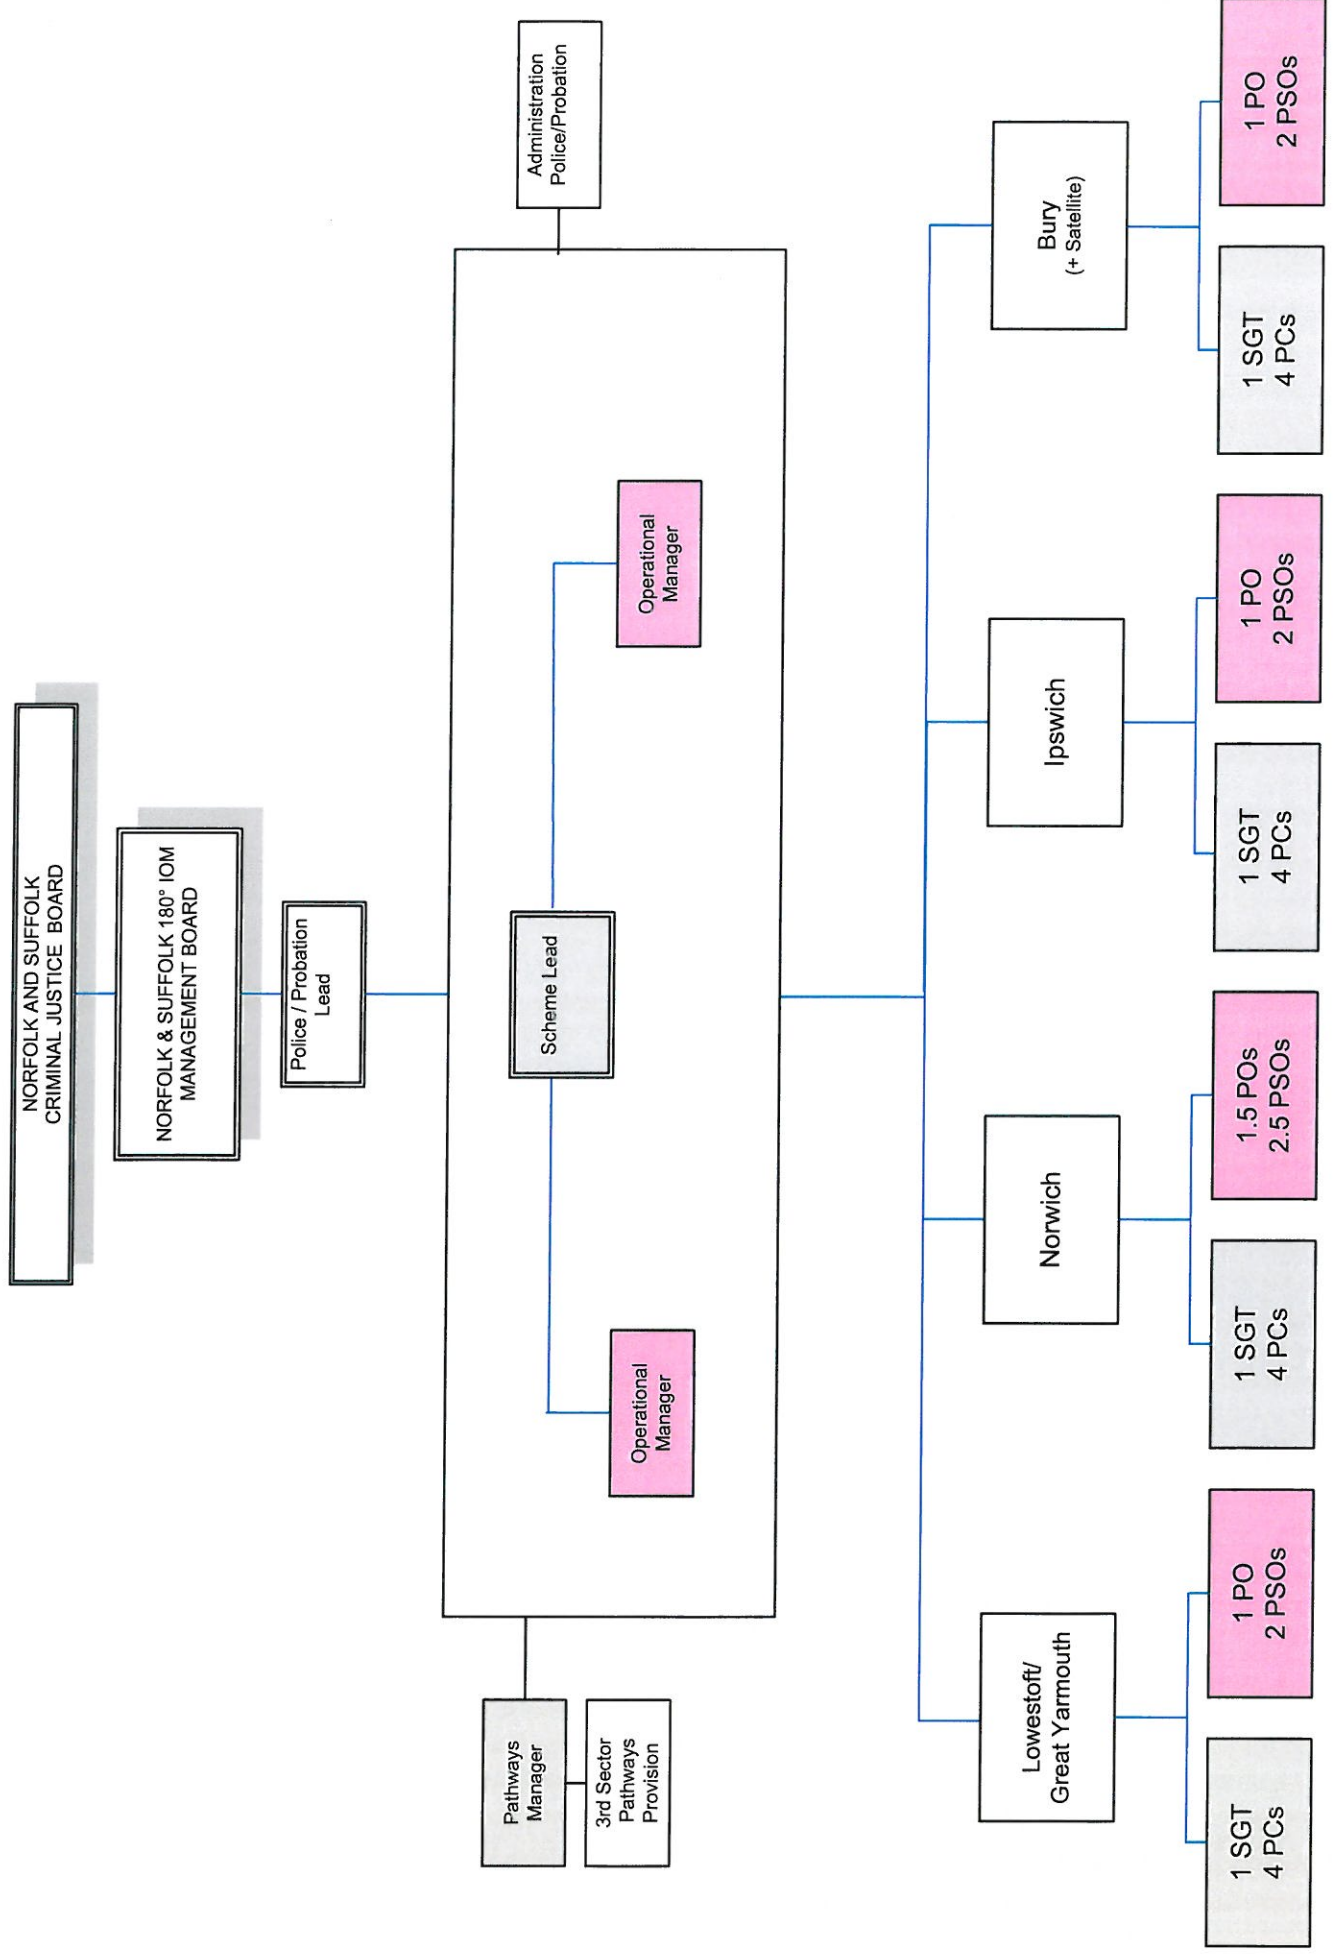 NORFOLK AND SUFFOLK
CRIMINAL JUSTICE BOARD
NORFOLK & SUFFOLK 180° IOM
MANAGEMENT BOARD
Police / Probation
Lead
Pathways
Manager
3rd Sector
Pathways
Provision
Scheme Lead
Operational
Manager
Operational
Manager
Administration
Police/Probation
Lowestoft/
Great Yarmouth
Norwich
Ipswich
Bury
(+ Satellite)
1 SGT
4 PCs
1 PO
2 PSOs
1 SGT
4 PCs
1.5 POs
2.5 PSOs
1 SGT
4 PCs
1 PO
2 PSOs
1 SGT
4 PCs
1 PO
2 PSOs